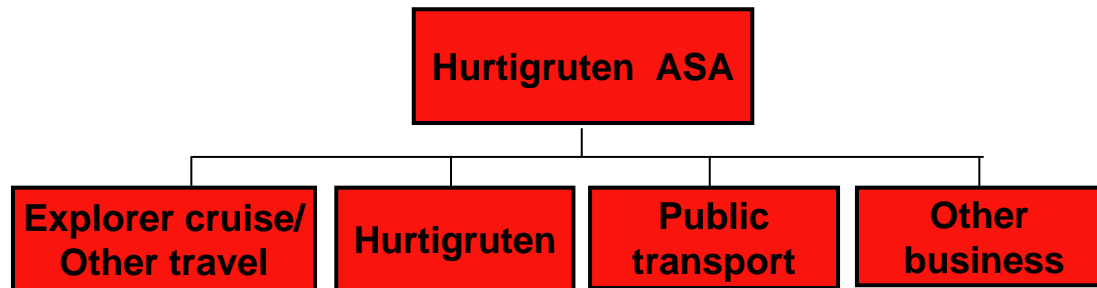 Hurtigruten ASA
Explorer cruise/
Other travel
Hurtigruten
Public
transport
Other
business